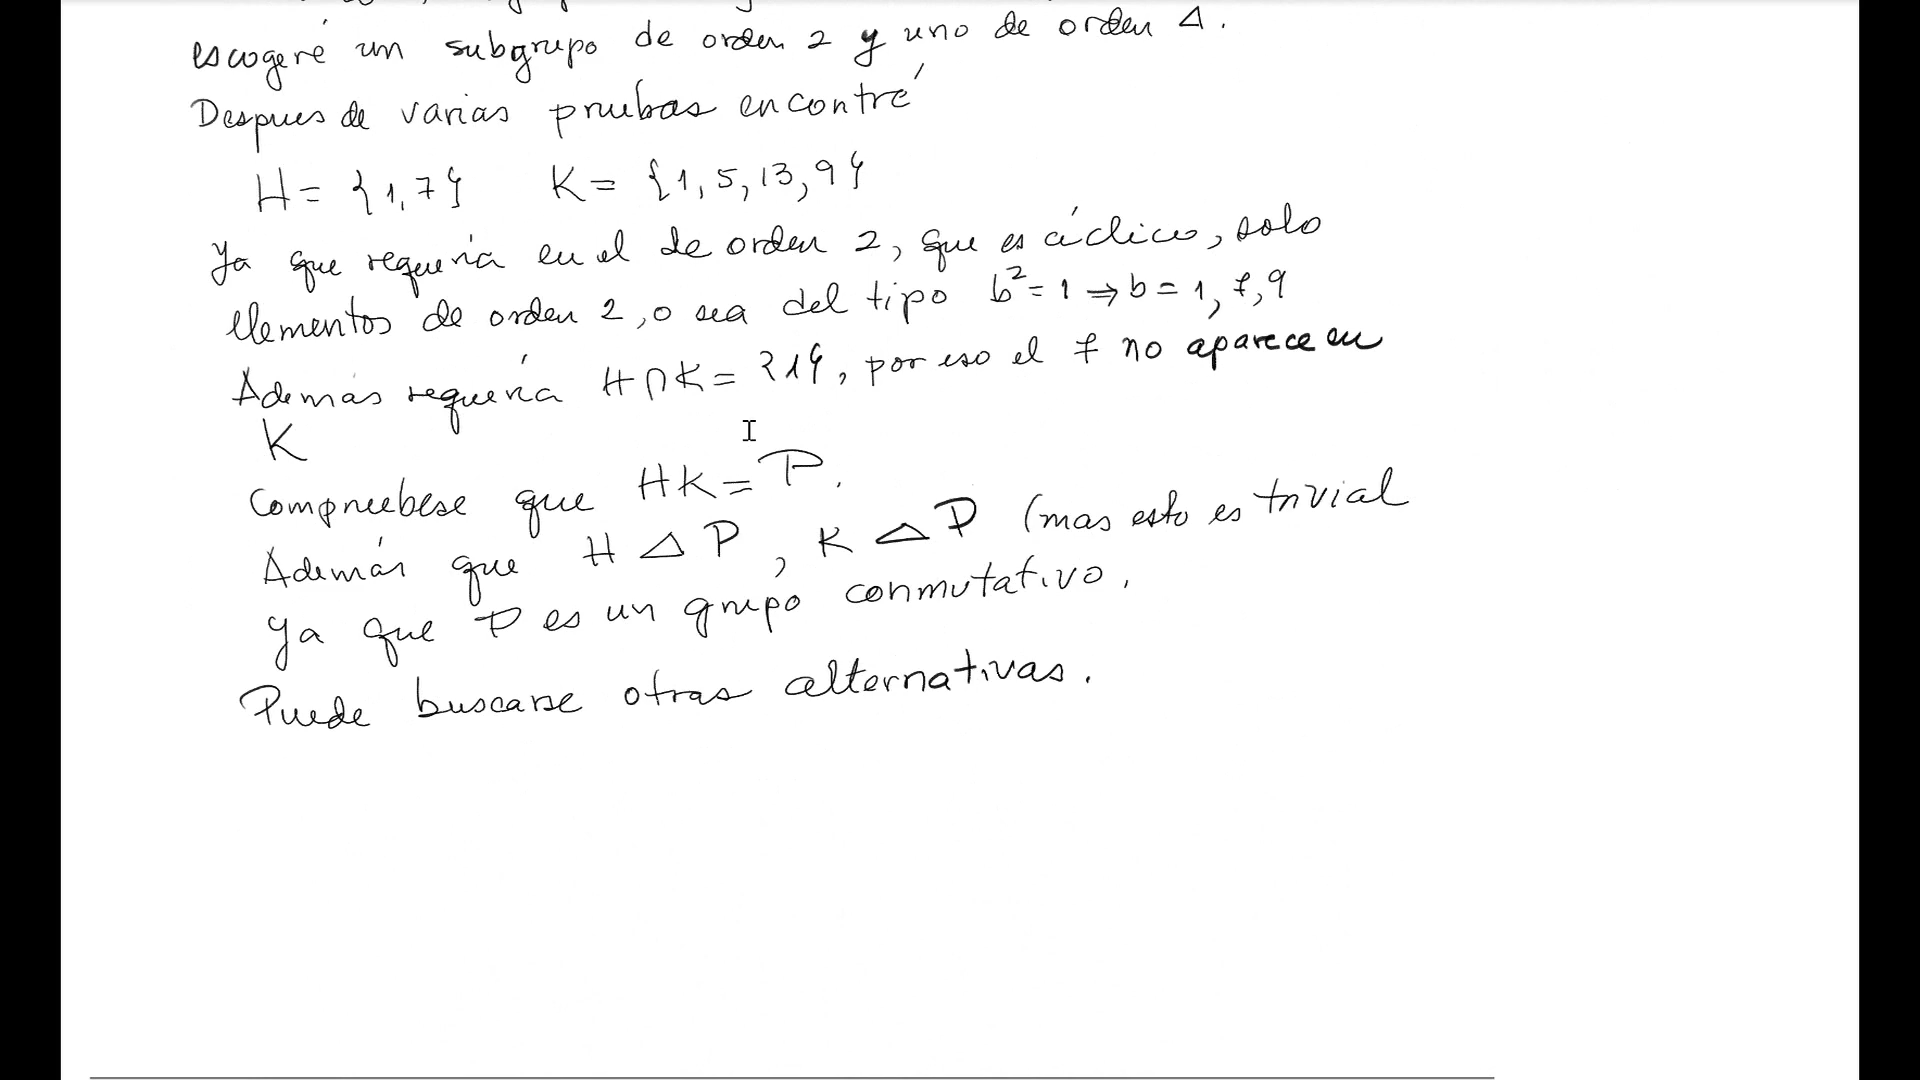 escogeré un subgrupo de orden 2 y uno de orden 4.
Despues de varias pruebas encontré
H = {1,7} K = {1,5,13,9}
Ya que requería en el de orden 2, que es cíclico, solo
elementos de orden 2, o sea del tipo b² = 1 ⇒ b = 1, 7, 9
Además requería H ∩ K = {1}, por eso el 7 no aparece en
K
Compruebese que HK = P.
Además que H △ P, K △ P (mas esto es trivial
Ya que P es un grupo conmutativo.
Puede buscarse otras alternativas.